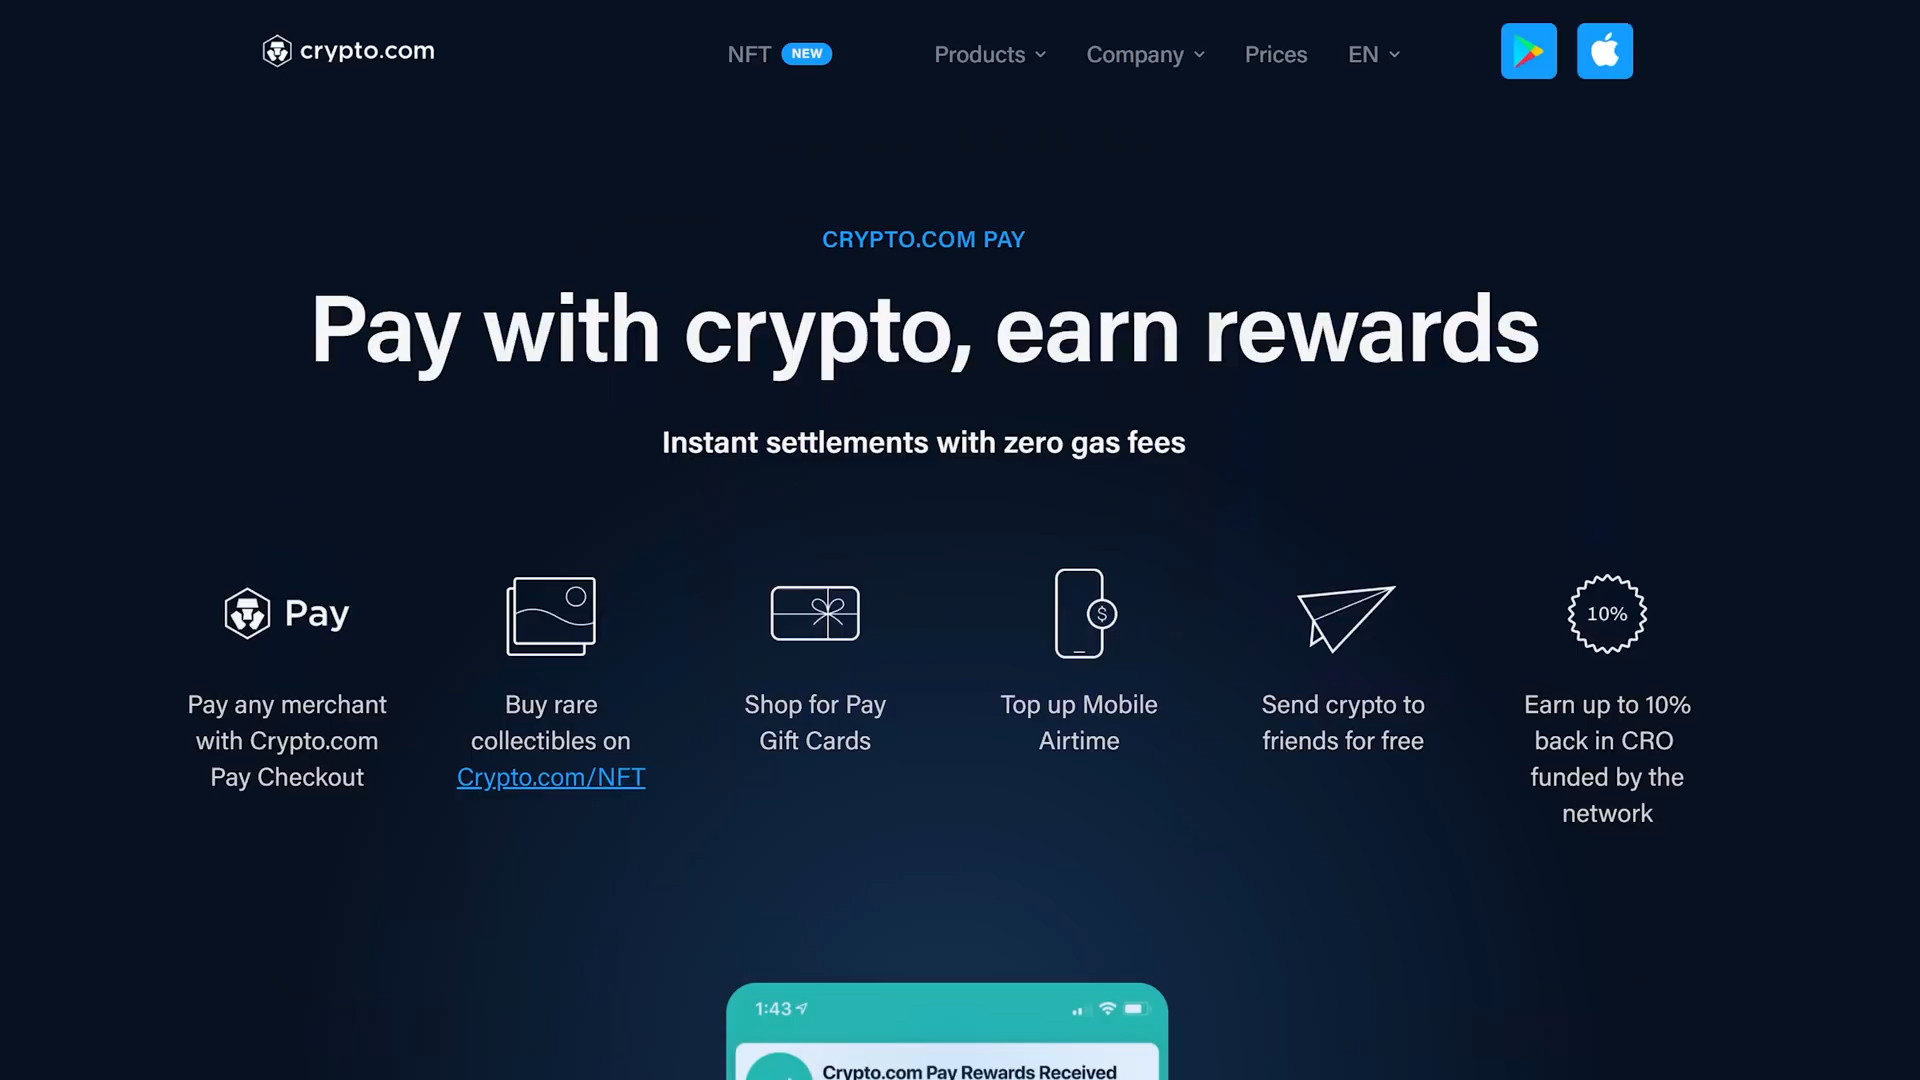 crypto.com
NFT NEW
Products
Company
Prices
EN
CRYPTO.COM PAY
Pay with crypto, earn rewards
Instant settlements with zero gas fees
Pay
Pay any merchant
with Crypto.com
Pay Checkout
Buy rare
collectibles on
Crypto.com/NFT
Shop for Pay
Gift Cards
$
Top up Mobile
Airtime
Send crypto to
friends for free
10%
Earn up to 10%
back in CRO
funded by the
network
1:43
Crypto.com Pay Rewards Received